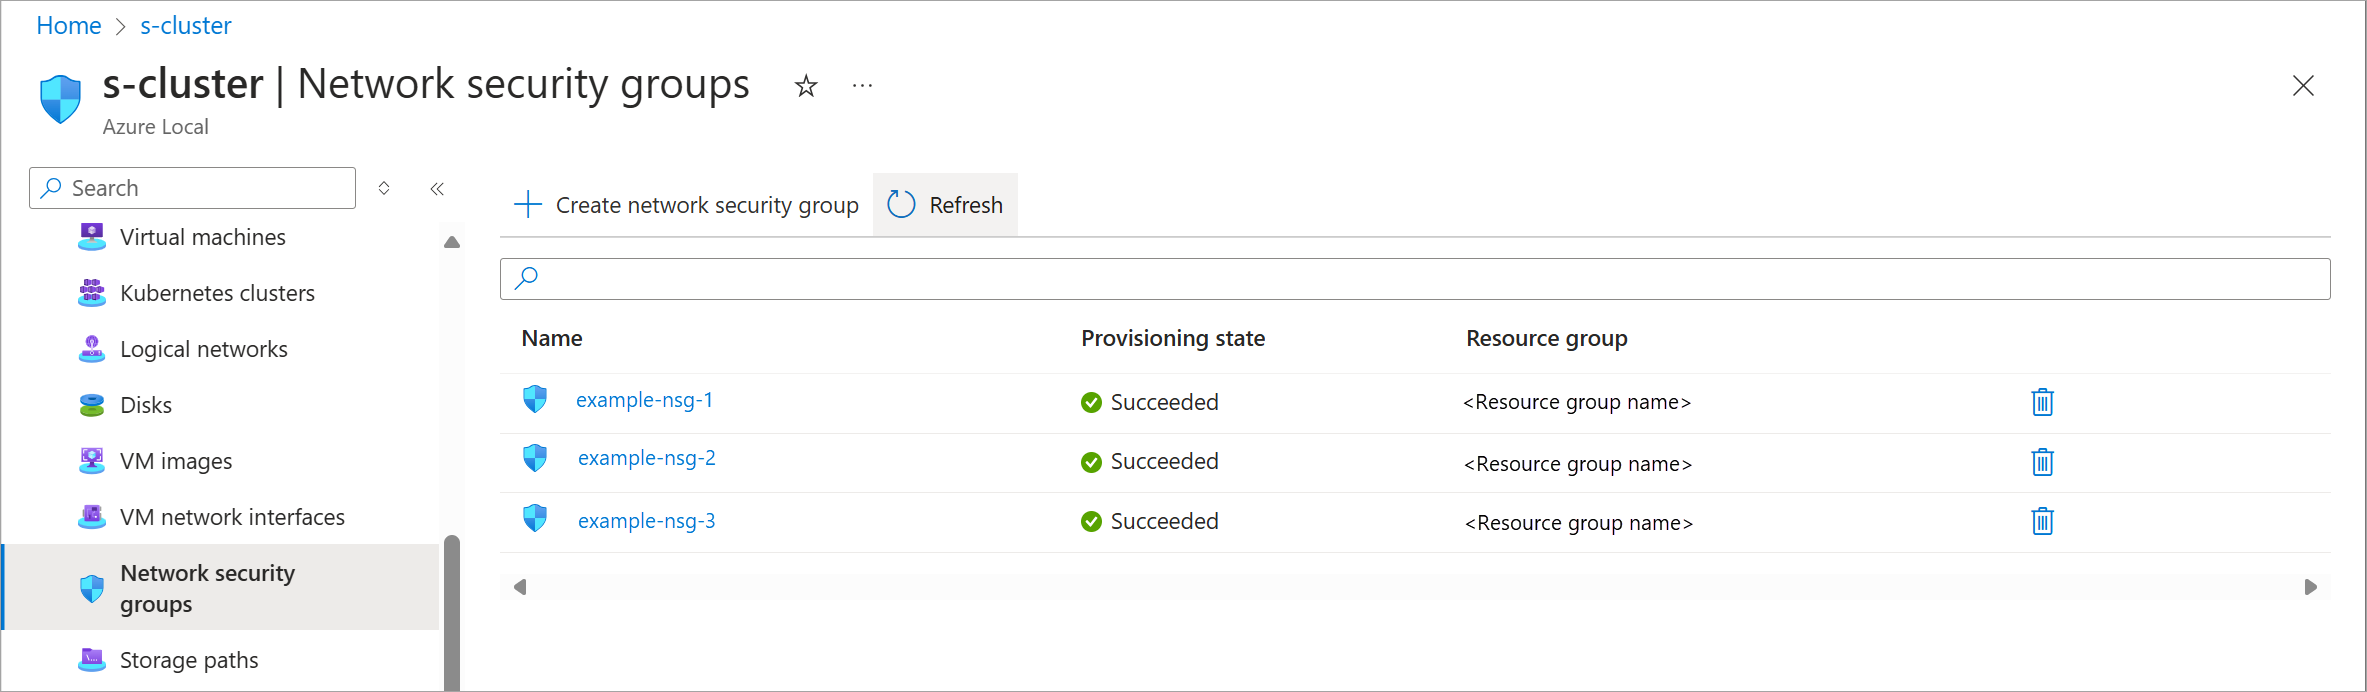 Home > s-cluster
s-cluster | Network security groups
Azure Local
Search
Virtual machines
Kubernetes clusters
Logical networks
Disks
VM images
VM network interfaces
Network security
groups
Storage paths
Create network security group Refresh
Name Provisioning state Resource group
example-nsg-1 Succeeded <Resource group name>
example-nsg-2 Succeeded <Resource group name>
example-nsg-3 Succeeded <Resource group name>